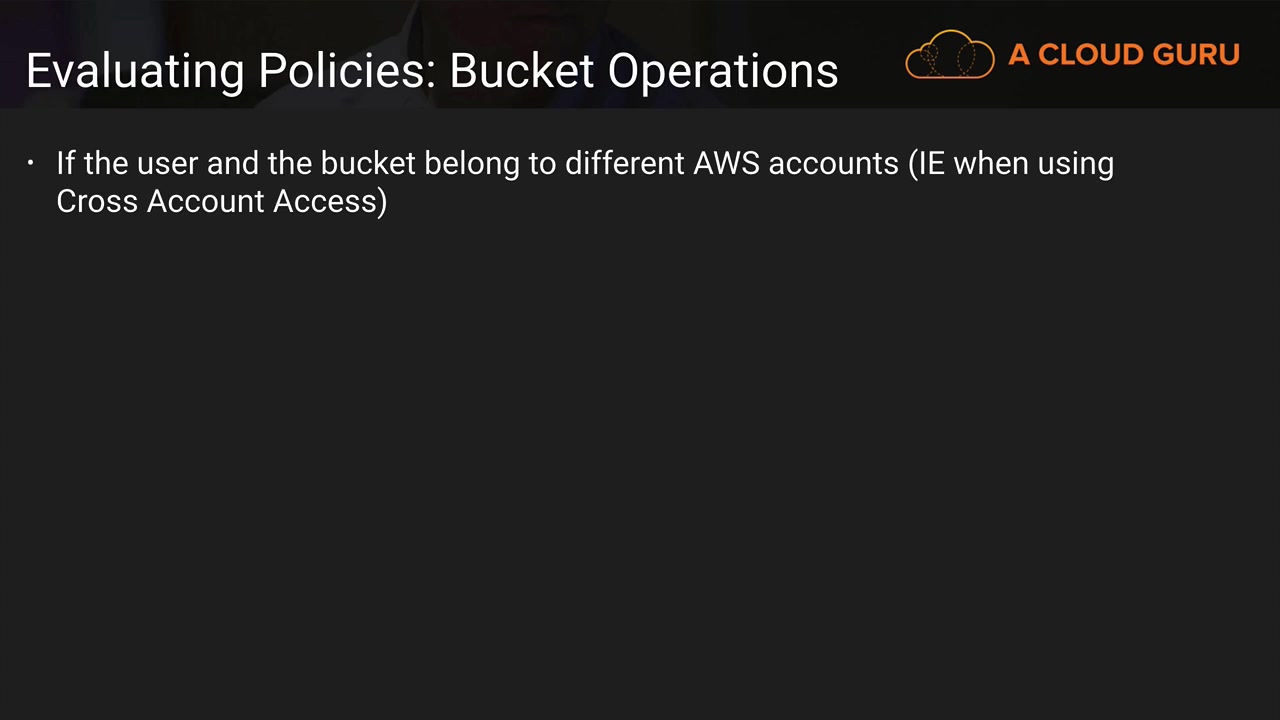 Evaluating Policies: Bucket Operations
A CLOUD GURU
· If the user and the bucket belong to different AWS accounts (IE when using
Cross Account Access)